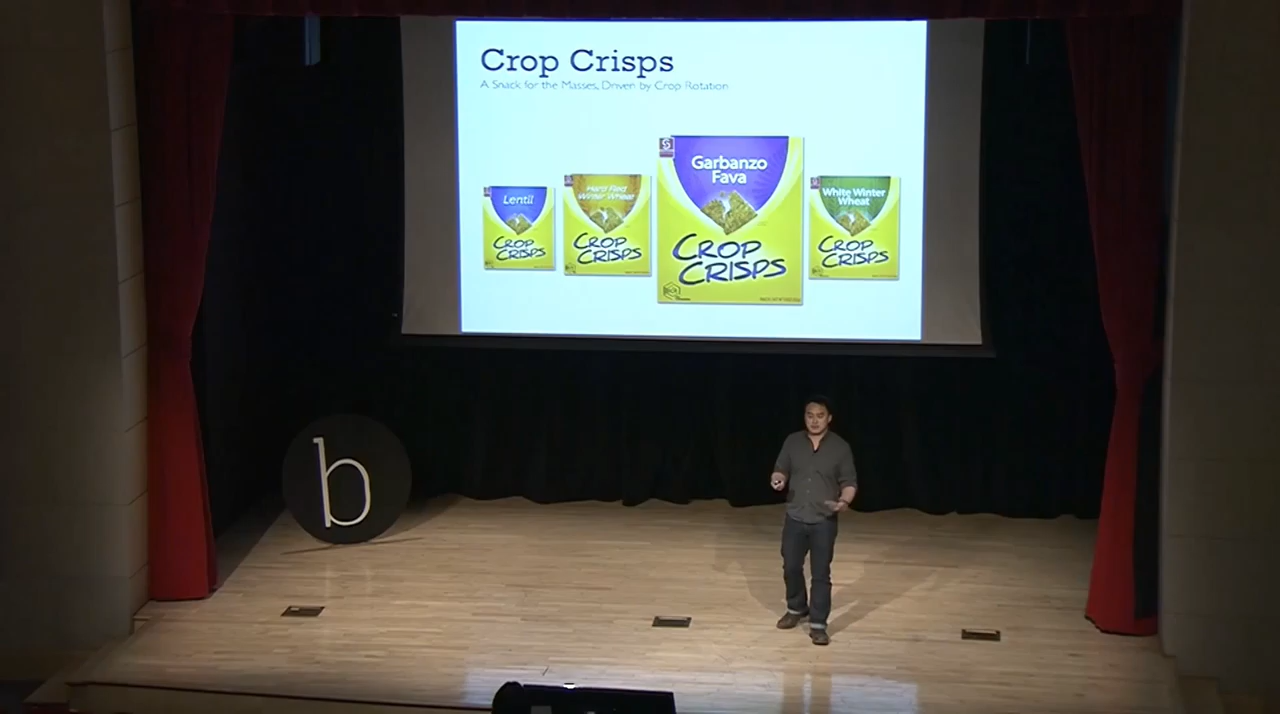 Crop Crisps
A Snack for the Masses, Driven by Crop Rotation
Lentil
CROP
CRISPS
Hard Red
Winter Wheat
CROP
CRISPS
S
Garbanzo
Fava
CROP
CRISPS
White Winter
Wheat
CROP
CRISPS
b